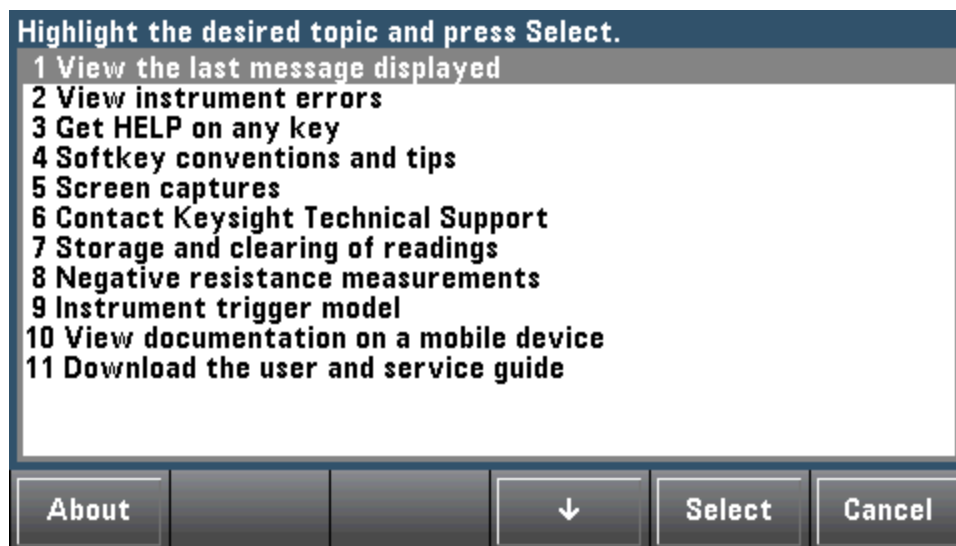 Highlight the desired topic and press Select.
1 View the last message displayed
2 View instrument errors
3 Get HELP on any key
4 Softkey conventions and tips
5 Screen captures
6 Contact Keysight Technical Support
7 Storage and clearing of readings
8 Negative resistance measurements
9 Instrument trigger model
10 View documentation on a mobile device
11 Download the user and service guide
About ↓ Select Cancel